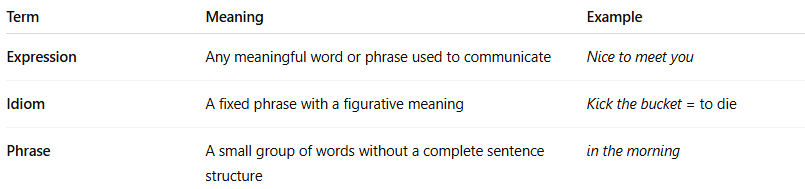 Term Meaning Example
Expression Any meaningful word or phrase used to communicate Nice to meet you
Idiom A fixed phrase with a figurative meaning Kick the bucket = to die
Phrase A small group of words without a complete sentence in the morning
structure